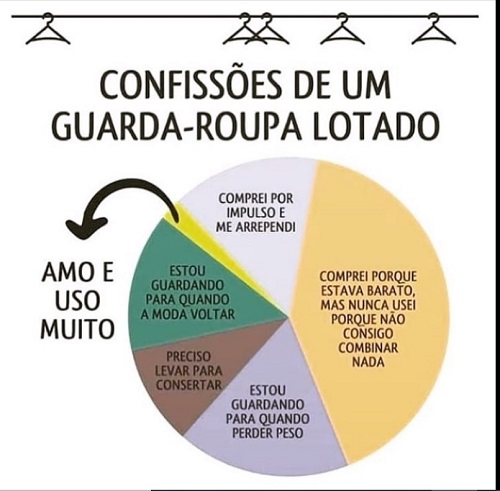 CONFISSÕES DE UM
GUARDA-ROUPA LOTADO
COMPREI POR
IMPULSO E
ME ARREPENDI
COMPREI PORQUE
ESTAVA BARATO,
MAS NUNCA USEI
PORQUE NÃO
CONSIGO
COMBINAR
NADA
AMO E
USO
MUITO
ESTOU
GUARDANDO
PARA QUANDO
A MODA VOLTAR
PRECISO
LEVAR PARA
CONSERTAR
ESTOU
GUARDANDO
PARA QUANDO
PERDER PESO